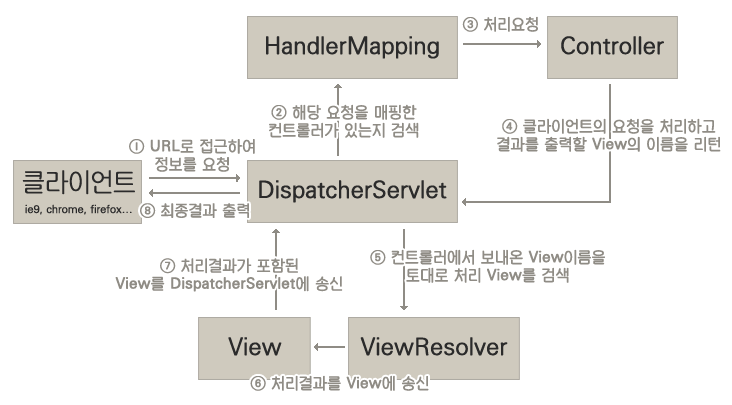 HandlerMapping
③ 처리요청
Controller
② 해당 요청을 매핑한
컨트롤러가 있는지 검색
④ 클라이언트의 요청을 처리하고
결과를 출력할 View의 이름을 리턴
① URL로 접근하여
정보를 요청
클라이언트
ie9, chrome, firefox...
DispatcherServlet
⑧ 최종결과 출력
⑦ 처리결과가 포함된
View를 DispatcherServlet에 송신
⑤ 컨트롤러에서 보내온 View이름을
토대로 처리 View를 검색
View
ViewResolver
⑥ 처리결과를 View에 송신